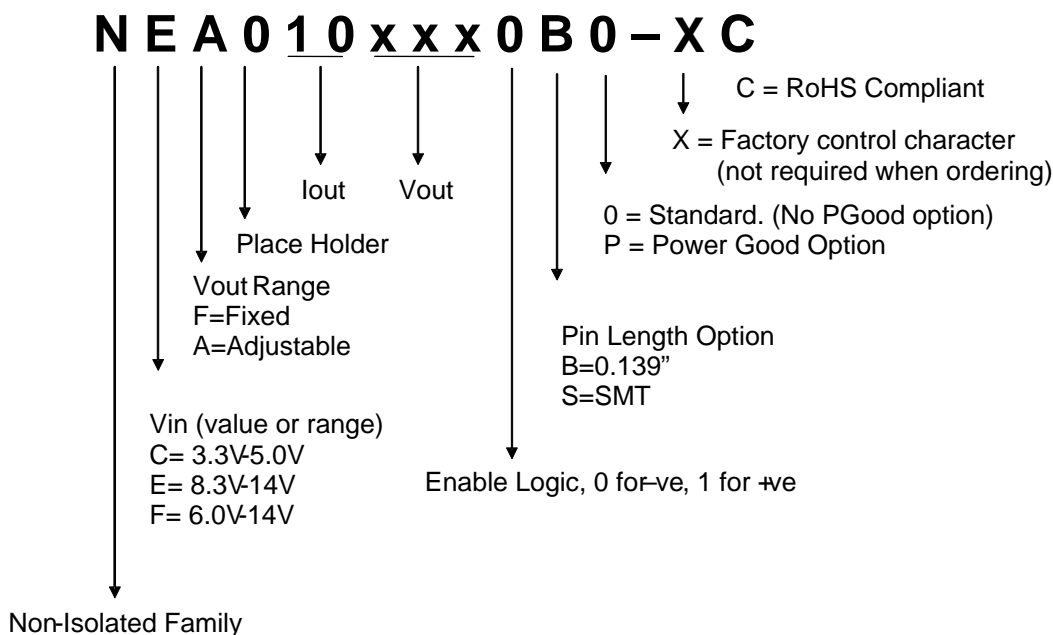 N E A 0 1 0 x x x 0 B 0 – X C
C = RoHS Compliant
X = Factory control character
(not required when ordering)
Iout
Vout
0 = Standard. (No PGood option)
P = Power Good Option
Place Holder
Vout Range
F=Fixed
A=Adjustable
Pin Length Option
B=0.139”
S=SMT
Vin (value or range)
C= 3.3V-5.0V
E= 8.3V-14V
F= 6.0V-14V
Enable Logic, 0 for–ve, 1 for +ve
Non-Isolated Family